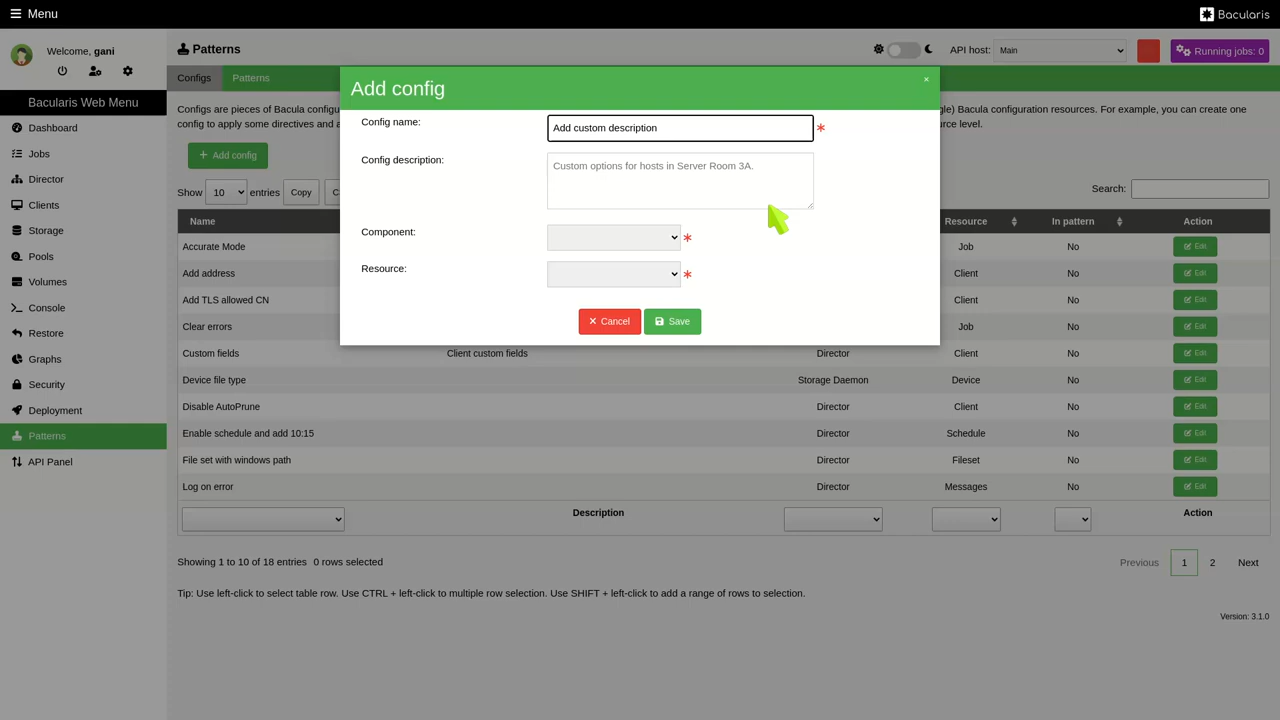 Menu
Bacularis
Welcome, gani
Patterns
API host: Main
Running jobs: 0
Configs
Patterns
Bacularis Web Menu
Dashboard
Jobs
Director
Clients
Storage
Pools
Volumes
Console
Restore
Graphs
Security
Deployment
Patterns
API Panel
Configs are pieces of Bacula configu
le) Bacula configuration resources. For example, you can create one
config to apply some directives and a
urce level.
Add config
Add config
×
Config name:
Add custom description
*
Config description:
Custom options for hosts in Server Room 3A.
Component:
*
Resource:
*
Cancel
Save
Show 10 entries
Copy
Search:
Name
Resource
In pattern
Action
Accurate Mode Job No Edit
Add address Client No Edit
Add TLS allowed CN Client No Edit
Clear errors Job No Edit
Custom fields Client custom fields Director Client No Edit
Device file type Storage Daemon Device No Edit
Disable AutoPrune Director Client No Edit
Enable schedule and add 10:15 Director Schedule No Edit
File set with windows path Director Fileset No Edit
Log on error Director Messages No Edit
Description
Action
Showing 1 to 10 of 18 entries 0 rows selected
Previous 1 2 Next
Tip: Use left-click to select table row. Use CTRL + left-click to multiple row selection. Use SHIFT + left-click to add a range of rows to selection.
Version: 3.1.0